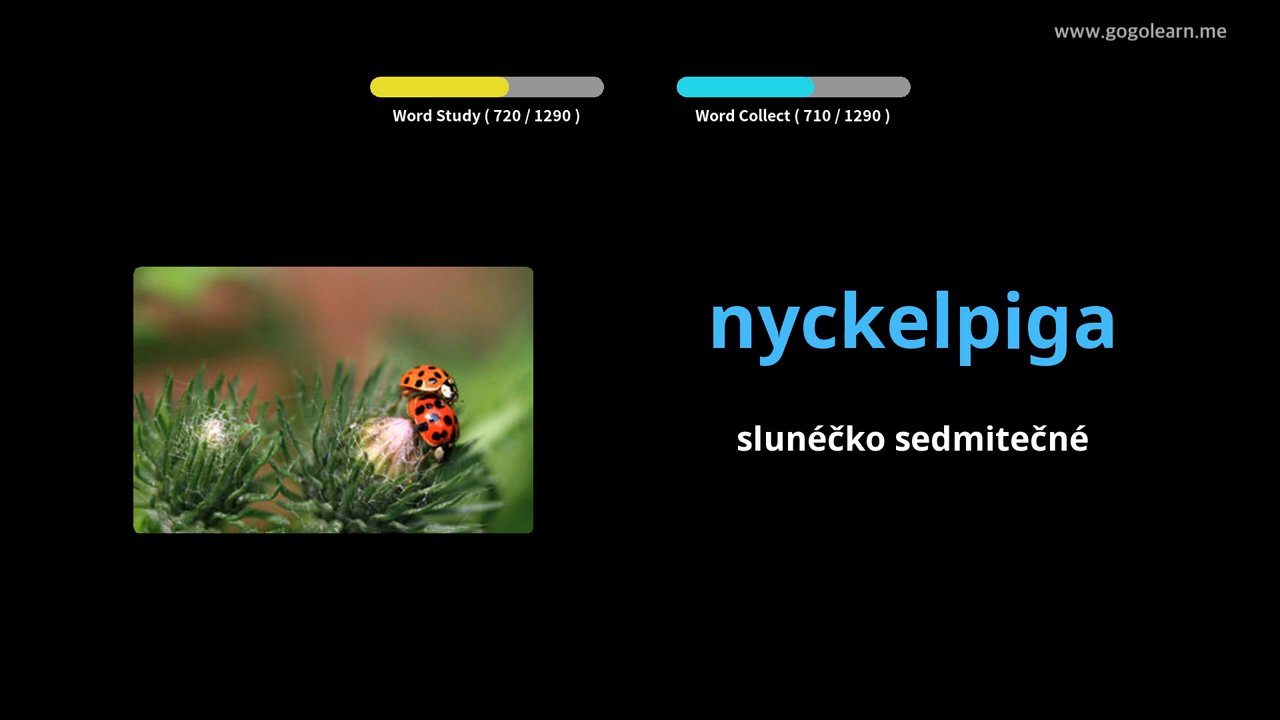 www.gogolearn.me
Word Study ( 720 / 1290 )
Word Collect ( 710 / 1290 )
nyckelpiga
slunéčko sedmitečné